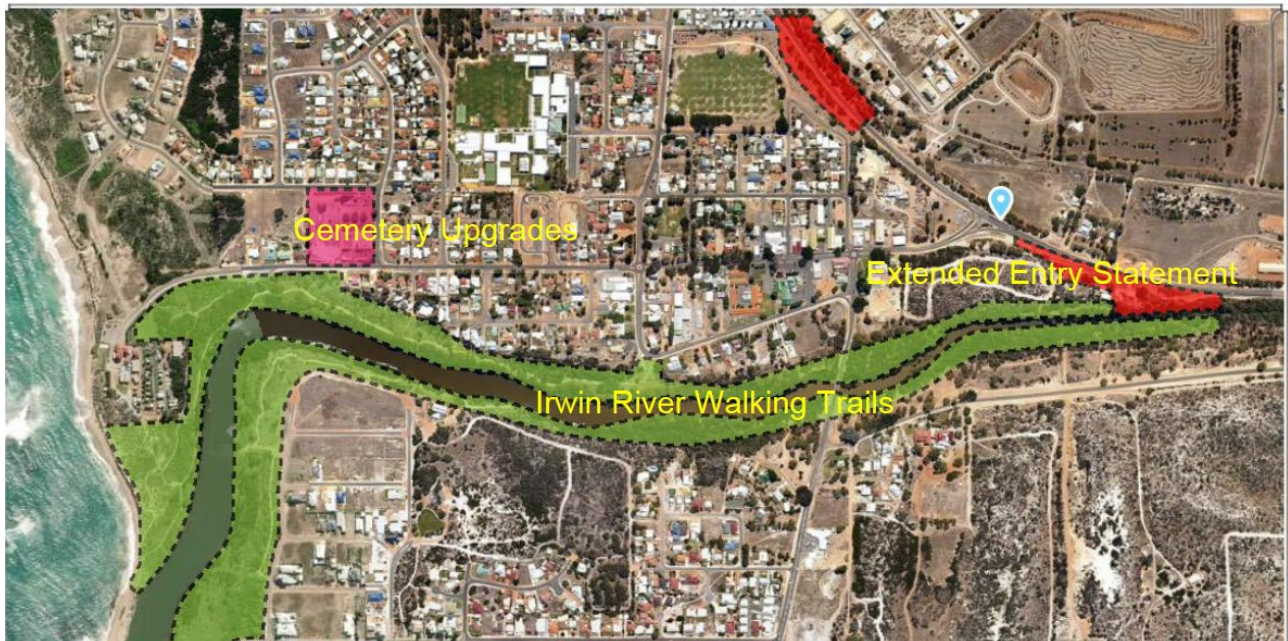 Cemetery Upgrades
Extended Entry Statement
Irwin River Walking Trails